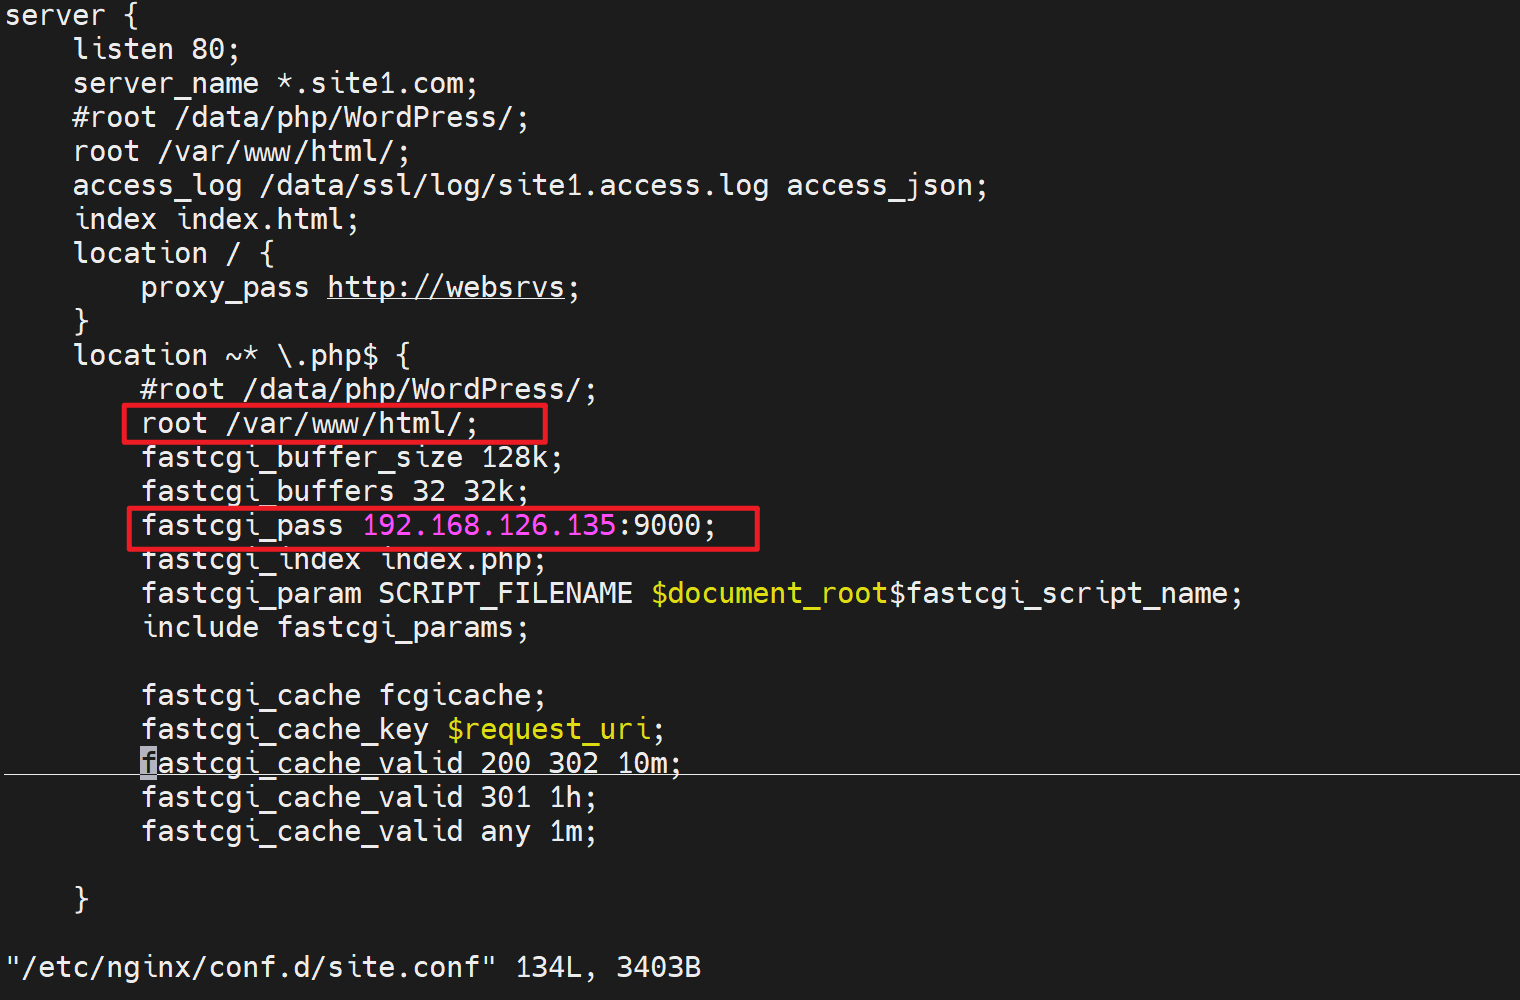 server {
    listen 80;
    server_name *.site1.com;
    #root /data/php/WordPress/;
    root /var/www/html/;
    access_log /data/ssl/log/site1.access.log access_json;
    index index.html;
    location / {
        proxy_pass http://websrvs;
    }
    location ~* \.php$ {
        #root /data/php/WordPress/;
        root /var/www/html/;
        fastcgi_buffer_size 128k;
        fastcgi_buffers 32 32k;
        fastcgi_pass 192.168.126.135:9000;
        fastcgi_index index.php;
        fastcgi_param SCRIPT_FILENAME $document_root$fastcgi_script_name;
        include fastcgi_params;

        fastcgi_cache fcgicache;
        fastcgi_cache_key $request_uri;
        fastcgi_cache_valid 200 302 10m;
        fastcgi_cache_valid 301 1h;
        fastcgi_cache_valid any 1m;

    }

"/etc/nginx/conf.d/site.conf" 134L, 3403B